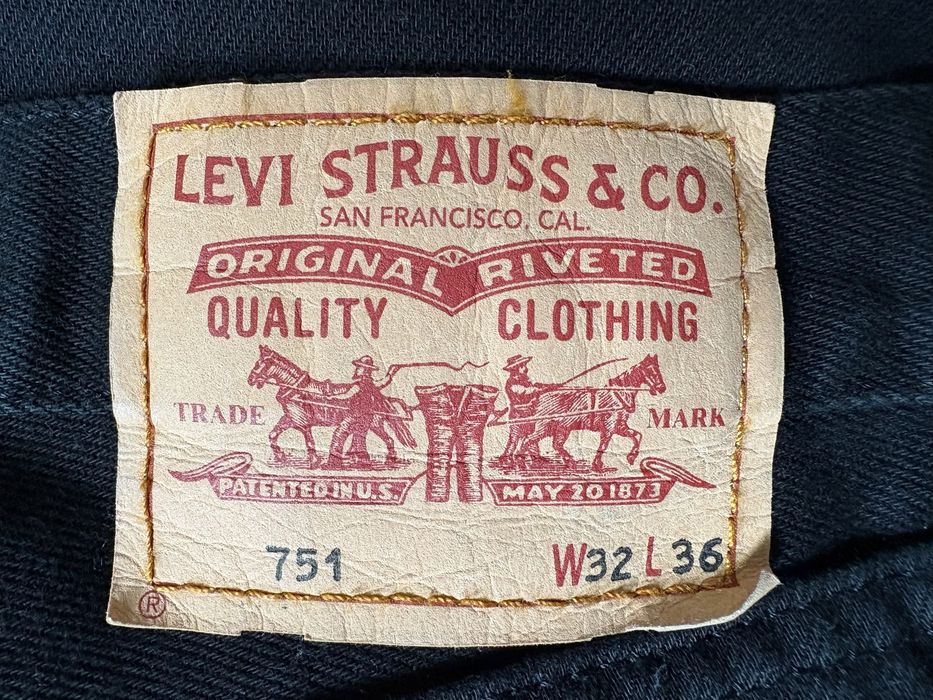 LEVI STRAUSS & CO.
SAN FRANCISCO, CAL.
ORIGINAL RIVETED
QUALITY CLOTHING
TRADE MARK
PATENTED IN U.S. MAY 20 1873
751 W32 L36
®